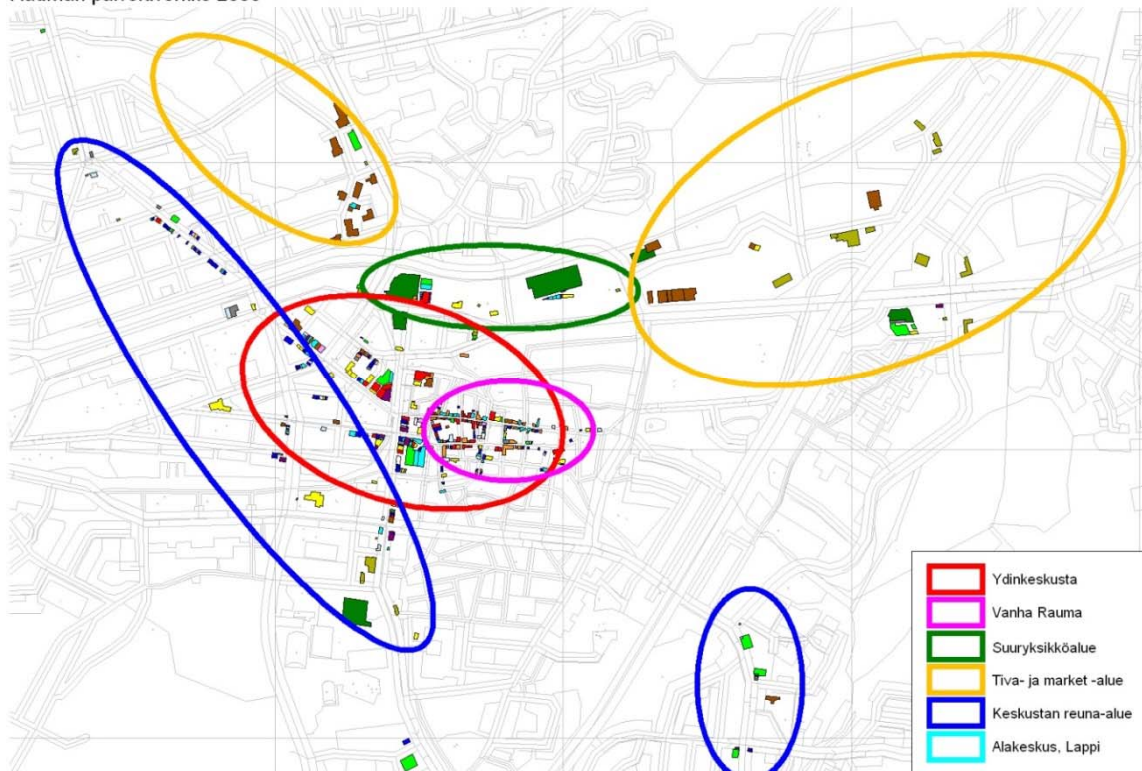 Ydinkeskusta
Vanha Rauma
Suuryksikköalue
Tiva- ja market -alue
Keskustan reuna-alue
Alakeskus, Lappi